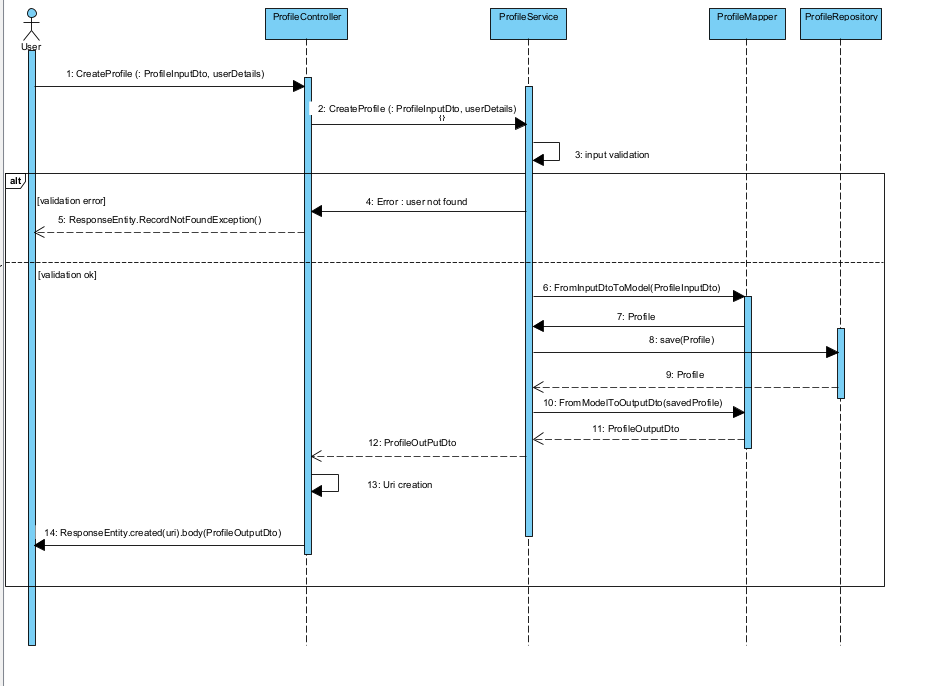 ProfileController
ProfileService
ProfileMapper
ProfileRepository
User
1: CreateProfile (: ProfileInputDto, userDetails)
2: CreateProfile (: ProfileInputDto, userDetails)
{}
3: input validation
alt
[validation error]
4: Error : user not found
5: ResponseEntity.RecordNotFoundException()
[validation ok]
6: FromInputDtoToModel(ProfileInputDto)
7: Profile
8: save(Profile)
9: Profile
10: FromModelToOutputDto(savedProfile)
11: ProfileOutputDto
12: ProfileOutPutDto
13: Uri creation
14: ResponseEntity.created(uri).body(ProfileOutputDto)